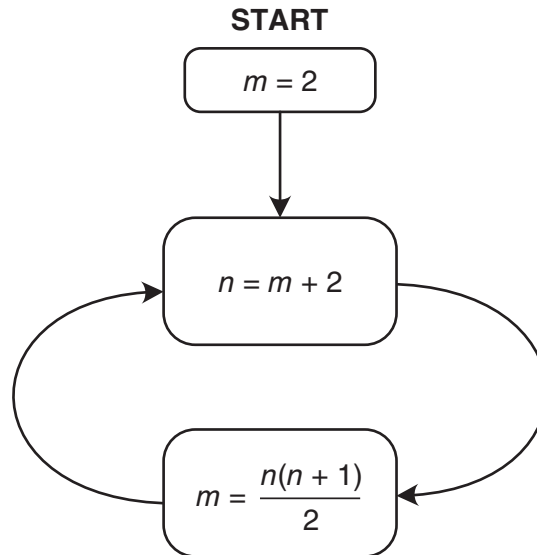 START
m = 2
n = m + 2
m = n(n + 1)/2